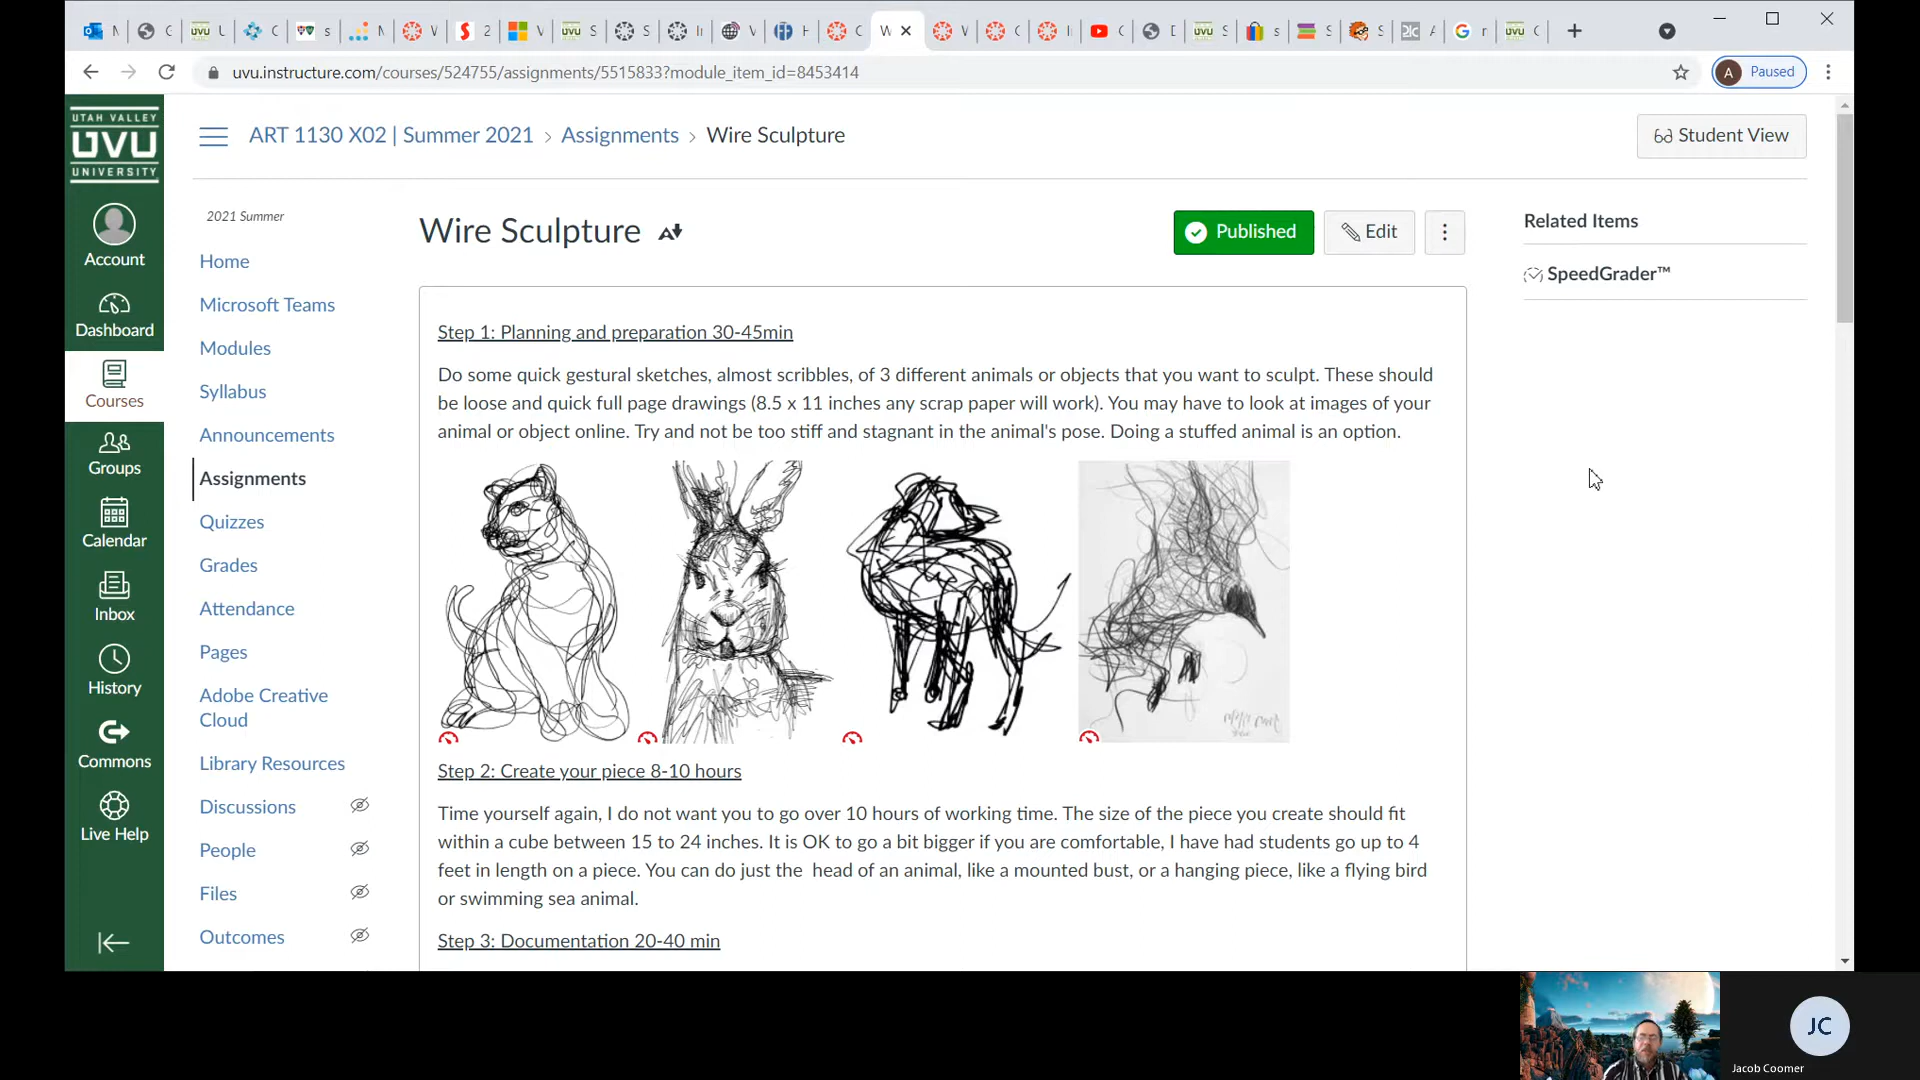 uvu.instructure.com/courses/524755/assignments/5515833?module_item_id=8453414
A Paused
UTAH VALLEY
UVU
UNIVERSITY
ART 1130 X02 | Summer 2021 › Assignments › Wire Sculpture
Student View
Account
Dashboard
Courses
Groups
Calendar
Inbox
History
Commons
Live Help
2021 Summer
Home
Microsoft Teams
Modules
Syllabus
Announcements
Assignments
Quizzes
Grades
Attendance
Pages
Adobe Creative
Cloud
Library Resources
Discussions
People
Files
Outcomes
Wire Sculpture
Published
Edit
Related Items
SpeedGrader™
Step 1: Planning and preparation 30-45min
Do some quick gestural sketches, almost scribbles, of 3 different animals or objects that you want to sculpt. These should
be loose and quick full page drawings (8.5 x 11 inches any scrap paper will work). You may have to look at images of your
animal or object online. Try and not be too stiff and stagnant in the animal's pose. Doing a stuffed animal is an option.
Step 2: Create your piece 8-10 hours
Time yourself again, I do not want you to go over 10 hours of working time. The size of the piece you create should fit
within a cube between 15 to 24 inches. It is OK to go a bit bigger if you are comfortable, I have had students go up to 4
feet in length on a piece. You can do just the head of an animal, like a mounted bust, or a hanging piece, like a flying bird
or swimming sea animal.
Step 3: Documentation 20-40 min
JC
Jacob Coomer